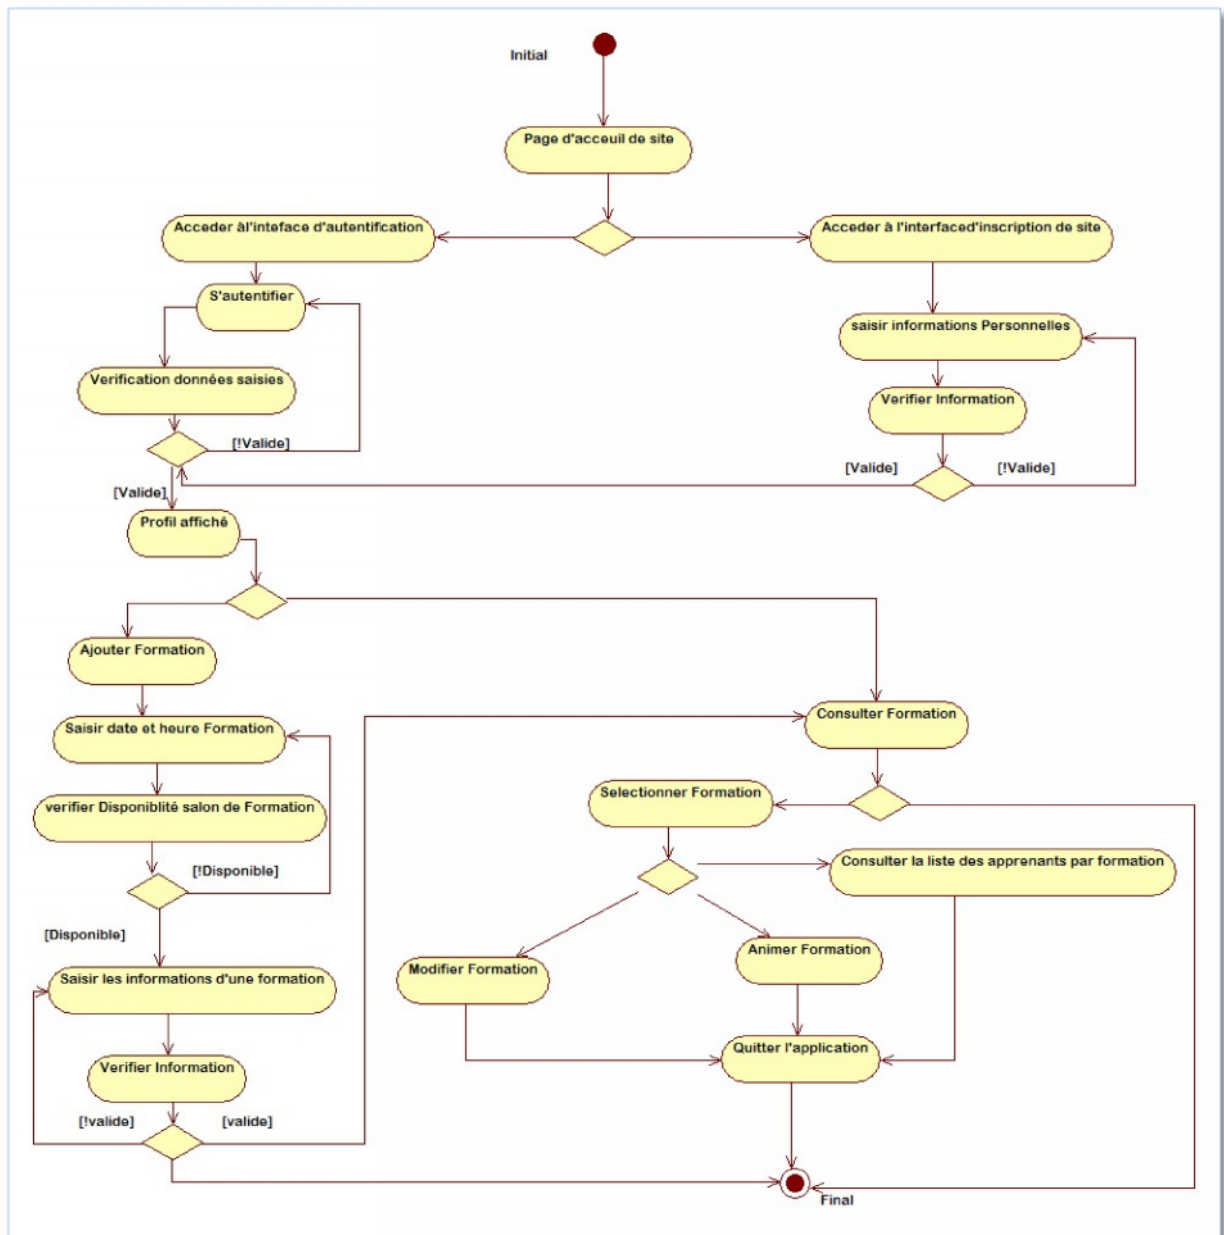 Initial
Page d'acceuil de site
Acceder àl'inteface d'autentification
Acceder à l'interfaced'inscription de site
S'autentifier
saisir informations Personnelles
Verification données saisies
Verifier Information
[!Valide]
[Valide]
[!Valide]
[Valide]
Profil affiché
Ajouter Formation
Saisir date et heure Formation
Consulter Formation
verifier Disponiblité salon de Formation
Selectionner Formation
[!Disponible]
Consulter la liste des apprenants par formation
[Disponible]
Animer Formation
Modifier Formation
Saisir les informations d'une formation
Quitter l'application
Verifier Information
[!valide]
[valide]
Final